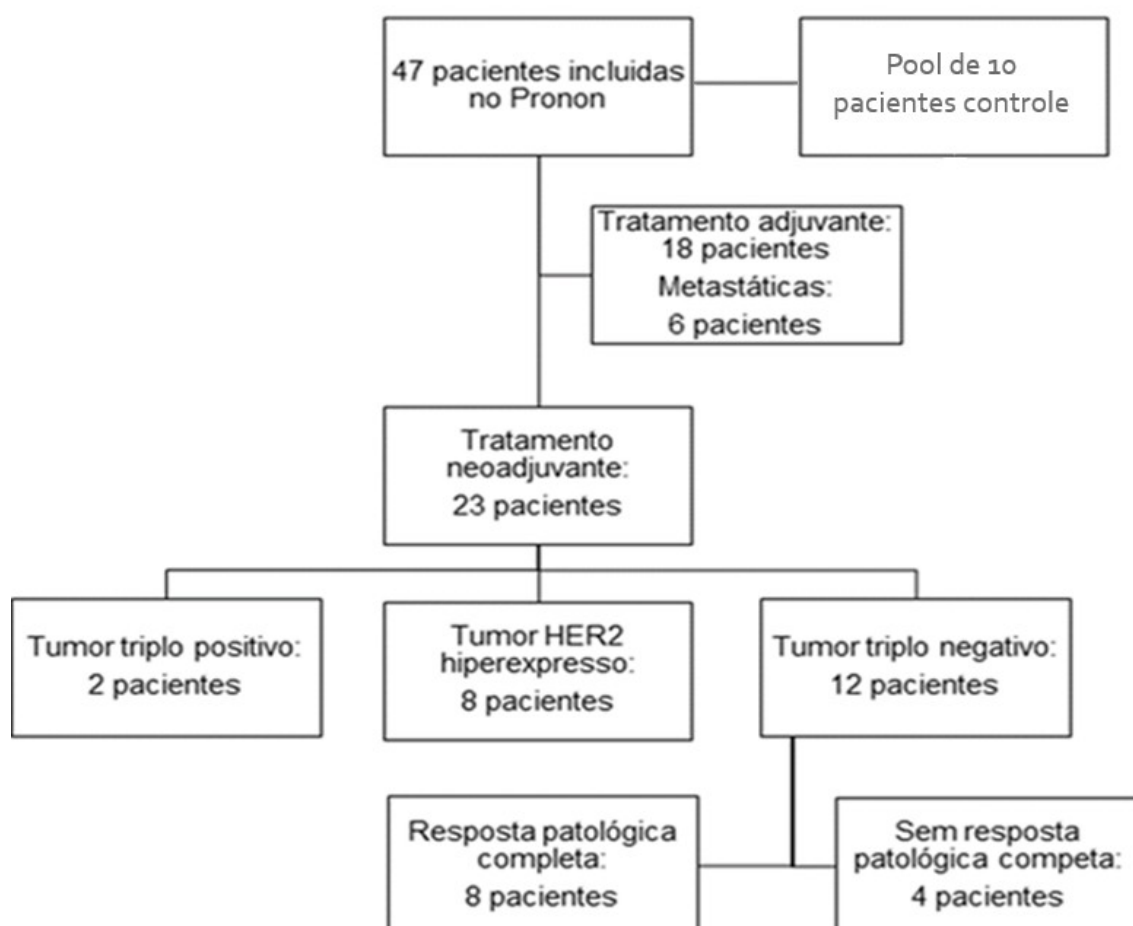 47 pacientes incluidas
no Pronon
Pool de 10
pacientes controle
Tratamento adjuvante:
18 pacientes
Metastáticas:
6 pacientes
Tratamento
neoadjuvante:
23 pacientes
Tumor triplo positivo:
2 pacientes
Tumor HER2
hiperexpresso:
8 pacientes
Tumor triplo negativo:
12 pacientes
Resposta patológica
completa:
8 pacientes
Sem resposta
patológica competa:
4 pacientes